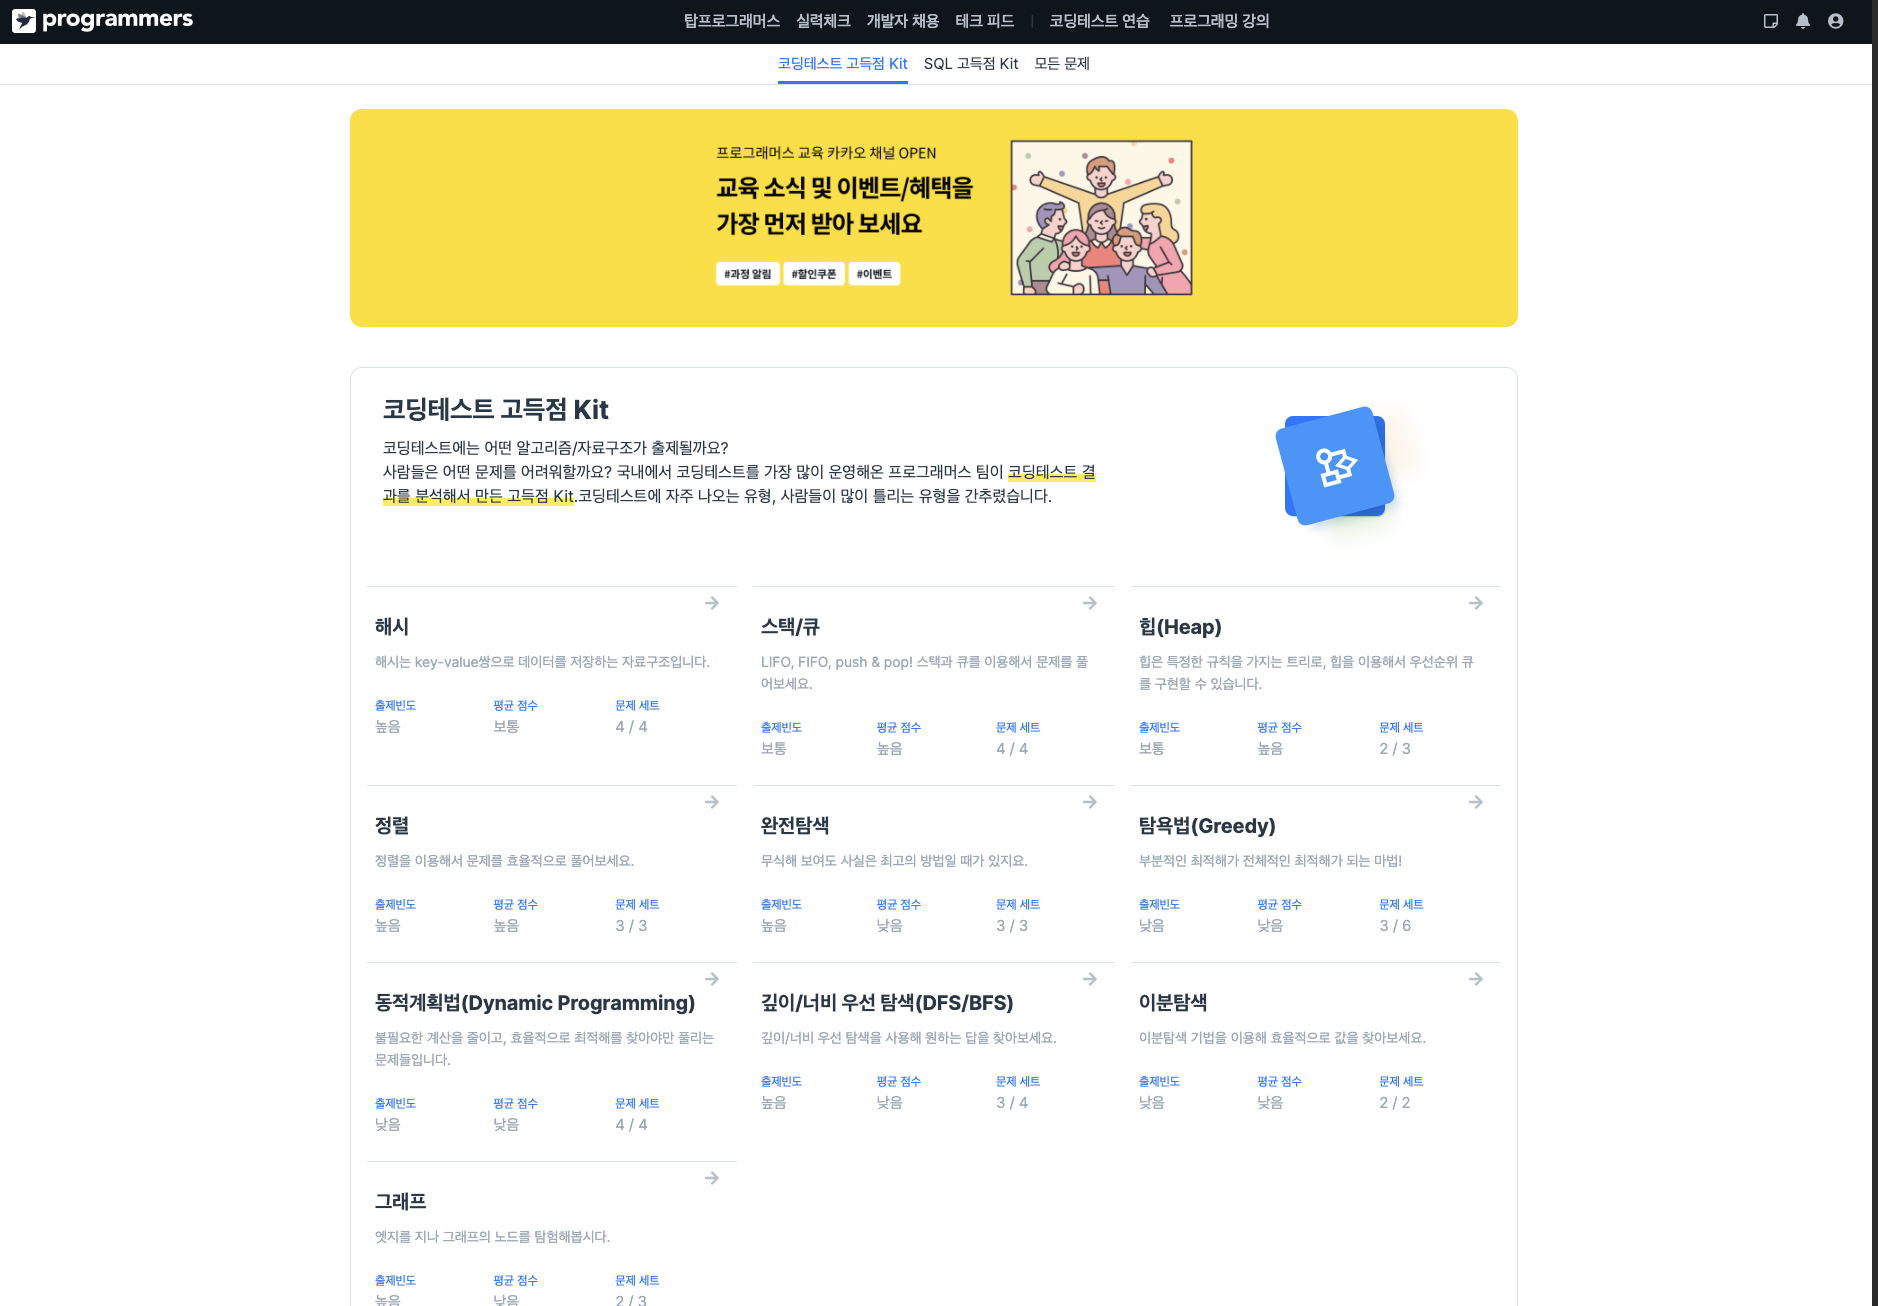 programmers
탑프로그래머스 실력체크 개발자 채용 테크 피드 | 코딩테스트 연습 프로그래밍 강의
코딩테스트 고득점 Kit SQL 고득점 Kit 모든 문제
프로그래머스 교육 카카오 채널 OPEN
교육 소식 및 이벤트/혜택을
가장 먼저 받아 보세요
#과정 알림 #할인쿠폰 #이벤트
코딩테스트 고득점 Kit
코딩테스트에는 어떤 알고리즘/자료구조가 출제될까요?
사람들은 어떤 문제를 어려워할까요? 국내에서 코딩테스트를 가장 많이 운영해온 프로그래머스 팀이 코딩테스트 결
과를 분석해서 만든 고득점 Kit.코딩테스트에 자주 나오는 유형, 사람들이 많이 틀리는 유형을 간추렸습니다.
해시
해시는 key-value쌍으로 데이터를 저장하는 자료구조입니다.
출제빈도 평균 점수 문제 세트
높음 보통 4 / 4
스택/큐
LIFO, FIFO, push & pop! 스택과 큐를 이용해서 문제를 풀
어보세요.
출제빈도 평균 점수 문제 세트
보통 높음 4 / 4
힙(Heap)
힙은 특정한 규칙을 가지는 트리로, 힙을 이용해서 우선순위 큐
를 구현할 수 있습니다.
출제빈도 평균 점수 문제 세트
보통 높음 2 / 3
정렬
정렬을 이용해서 문제를 효율적으로 풀어보세요.
출제빈도 평균 점수 문제 세트
높음 높음 3 / 3
완전탐색
무식해 보여도 사실은 최고의 방법일 때가 있지요.
출제빈도 평균 점수 문제 세트
높음 낮음 3 / 3
탐욕법(Greedy)
부분적인 최적해가 전체적인 최적해가 되는 마법!
출제빈도 평균 점수 문제 세트
낮음 낮음 3 / 6
동적계획법(Dynamic Programming)
불필요한 계산을 줄이고, 효율적으로 최적해를 찾아야만 풀리는
문제들입니다.
출제빈도 평균 점수 문제 세트
낮음 낮음 4 / 4
깊이/너비 우선 탐색(DFS/BFS)
깊이/너비 우선 탐색을 사용해 원하는 답을 찾아보세요.
출제빈도 평균 점수 문제 세트
높음 낮음 3 / 4
이분탐색
이분탐색 기법을 이용해 효율적으로 값을 찾아보세요.
출제빈도 평균 점수 문제 세트
낮음 낮음 2 / 2
그래프
엣지를 지나 그래프의 노드를 탐험해봅시다.
출제빈도 평균 점수 문제 세트
높음 낮음 2 / 3